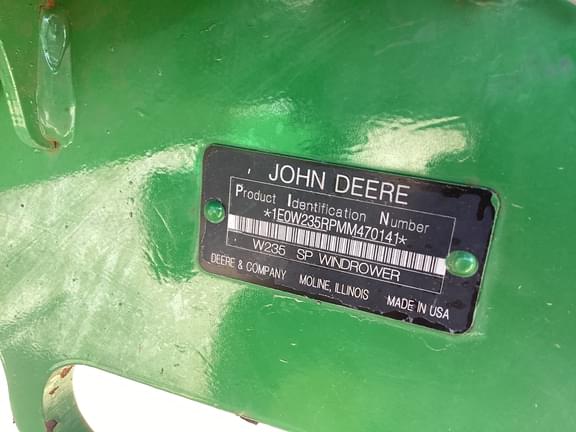 JOHN DEERE
Product Identification Number
*1E0W235RPMM470141*
W235 SP WINDROWER
DEERE & COMPANY MOLINE, ILLINOIS MADE IN USA